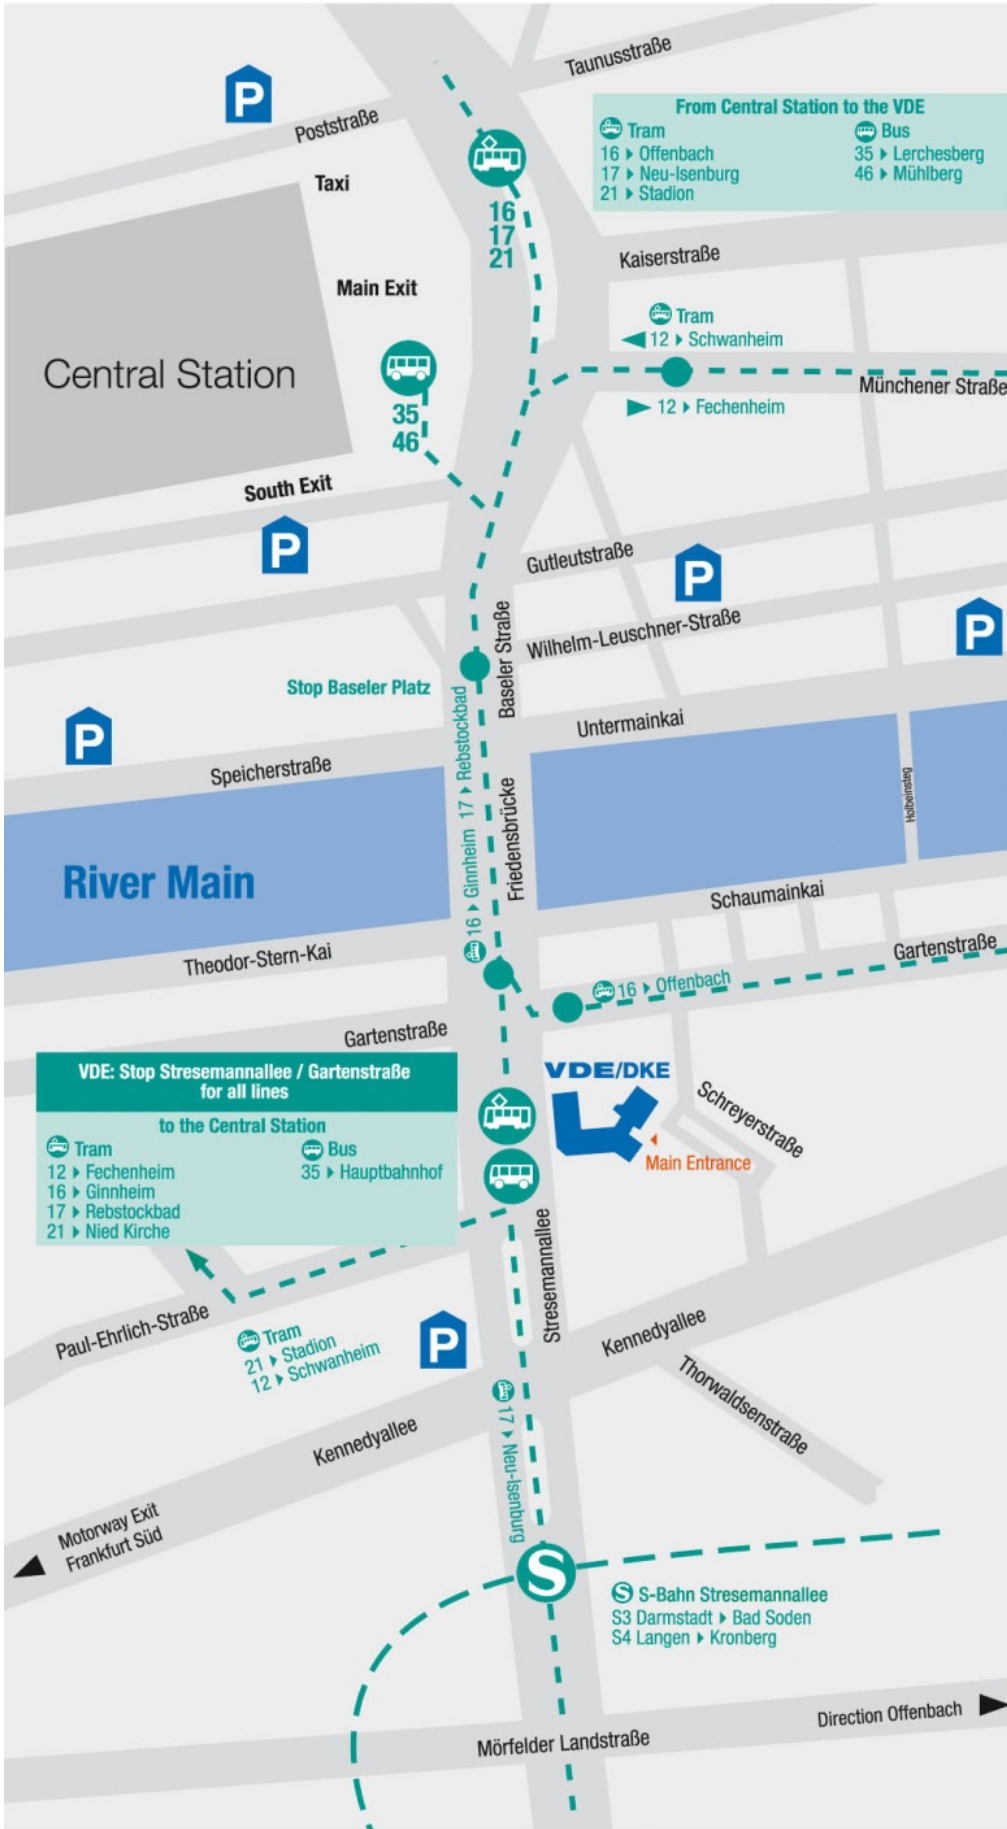 Taunusstraße
P
Poststraße
From Central Station to the VDE
Tram
16 ▸ Offenbach
17 ▸ Neu-Isenburg
21 ▸ Stadion
Bus
35 ▸ Lerchesberg
46 ▸ Mühlberg
Taxi
16
17
21
Kaiserstraße
Main Exit
Tram
◀ 12 ▸ Schwanheim
Central Station
Münchener Straße
▶ 12 ▸ Fechenheim
35
46
South Exit
P
Gutleutstraße
P
Wilhelm-Leuschner-Straße
P
Baseler Straße
Stop Baseler Platz
P
Untermainkai
Speicherstraße
17 ▸ Rebstockbad
16 ▸ Ginnheim
Friedensbrücke
Holbeinsteg
River Main
Schaumainkai
Theodor-Stern-Kai
Gartenstraße
16 ▸ Offenbach
Gartenstraße
VDE: Stop Stresemannallee / Gartenstraße
for all lines
to the Central Station
Tram
12 ▸ Fechenheim
16 ▸ Ginnheim
17 ▸ Rebstockbad
21 ▸ Nied Kirche
Bus
35 ▸ Hauptbahnhof
VDE/DKE
Schreyerstraße
Main Entrance
Stresemannallee
Paul-Ehrlich-Straße
Tram
21 ▸ Stadion
12 ▸ Schwanheim
P
Kennedyallee
Thorwaldsenstraße
17 ▸ Neu-Isenburg
Kennedyallee
Motorway Exit
Frankfurt Süd
S
S S-Bahn Stresemannallee
S3 Darmstadt ▸ Bad Soden
S4 Langen ▸ Kronberg
Direction Offenbach
Mörfelder Landstraße